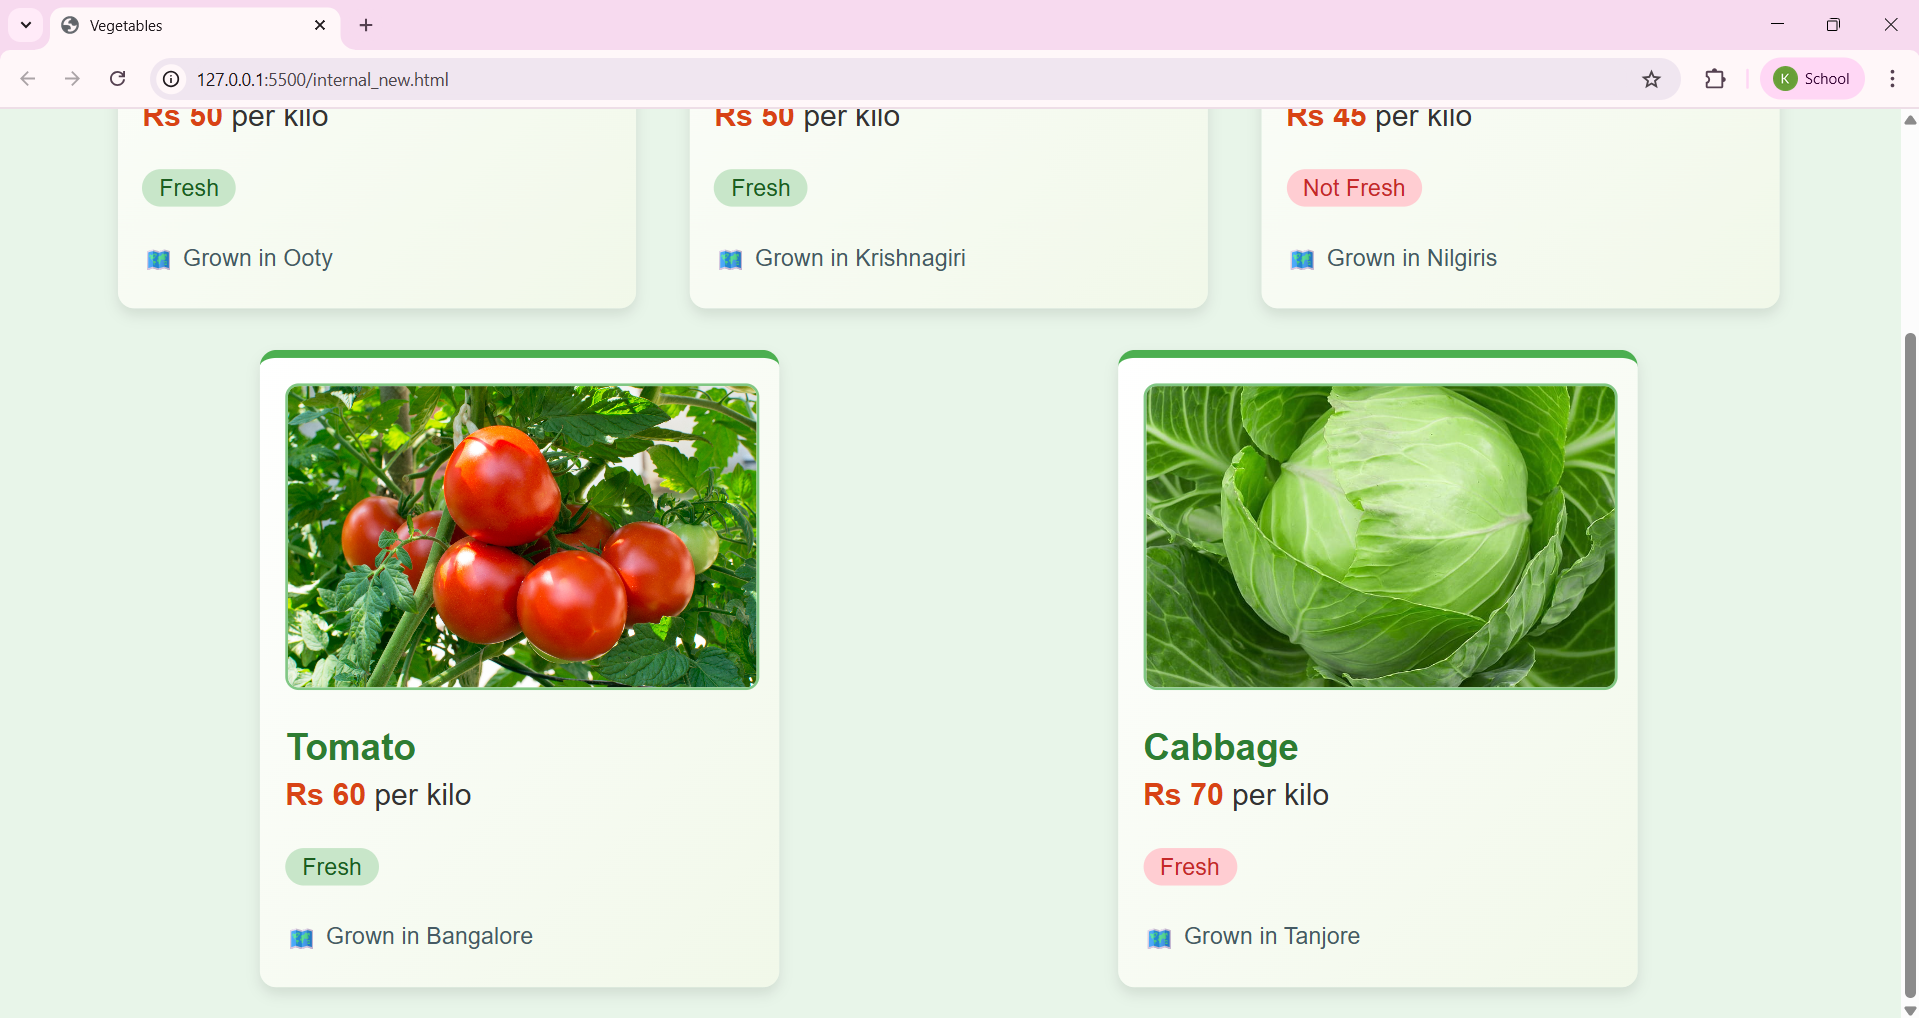 Vegetables
127.0.0.1:5500/internal_new.html
K School
Rs 50 per kilo
Rs 50 per kilo
Rs 45 per kilo
Fresh
Fresh
Not Fresh
Grown in Ooty
Grown in Krishnagiri
Grown in Nilgiris
Tomato
Rs 60 per kilo
Fresh
Grown in Bangalore
Cabbage
Rs 70 per kilo
Fresh
Grown in Tanjore